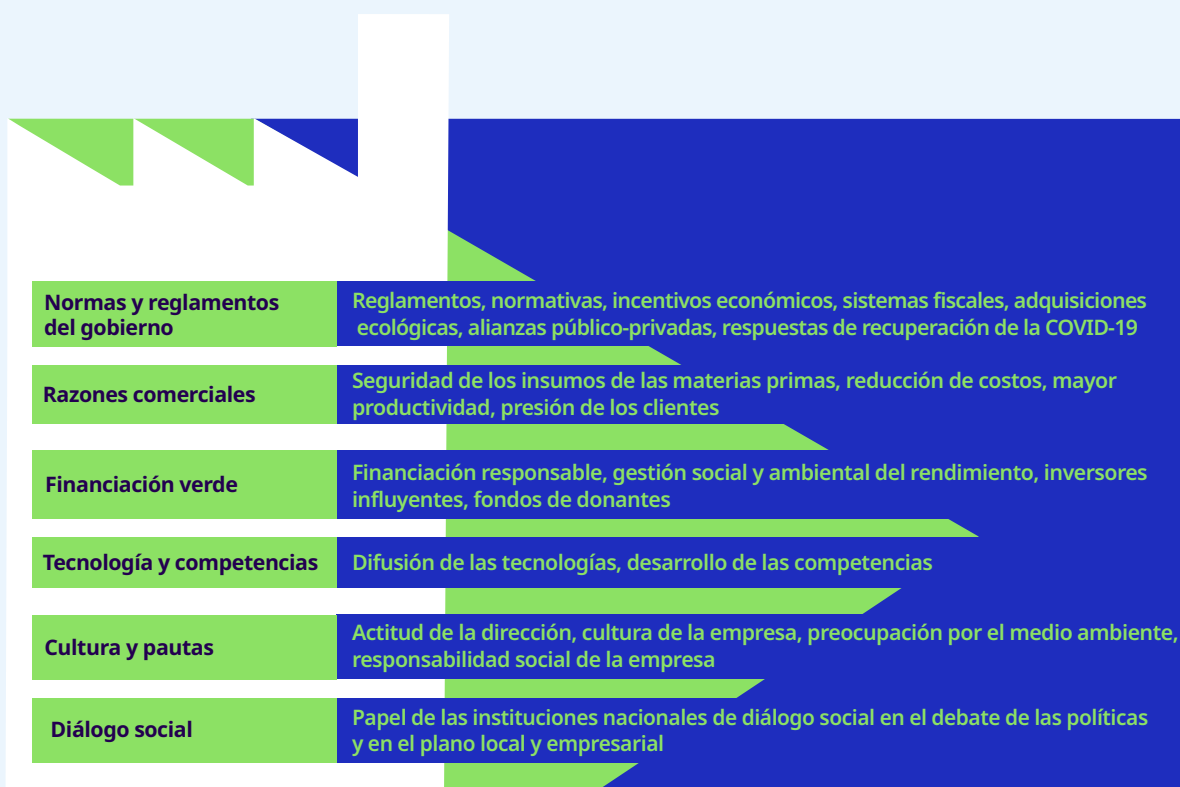 Normas y reglamentos
del gobierno
Reglamentos, normativas, incentivos económicos, sistemas fiscales, adquisiciones
ecológicas, alianzas público-privadas, respuestas de recuperación de la COVID-19
Razones comerciales
Seguridad de los insumos de las materias primas, reducción de costos, mayor
productividad, presión de los clientes
Financiación verde
Financiación responsable, gestión social y ambiental del rendimiento, inversores
influyentes, fondos de donantes
Tecnología y competencias
Difusión de las tecnologías, desarrollo de las competencias
Cultura y pautas
Actitud de la dirección, cultura de la empresa, preocupación por el medio ambiente,
responsabilidad social de la empresa
Diálogo social
Papel de las instituciones nacionales de diálogo social en el debate de las políticas
y en el plano local y empresarial